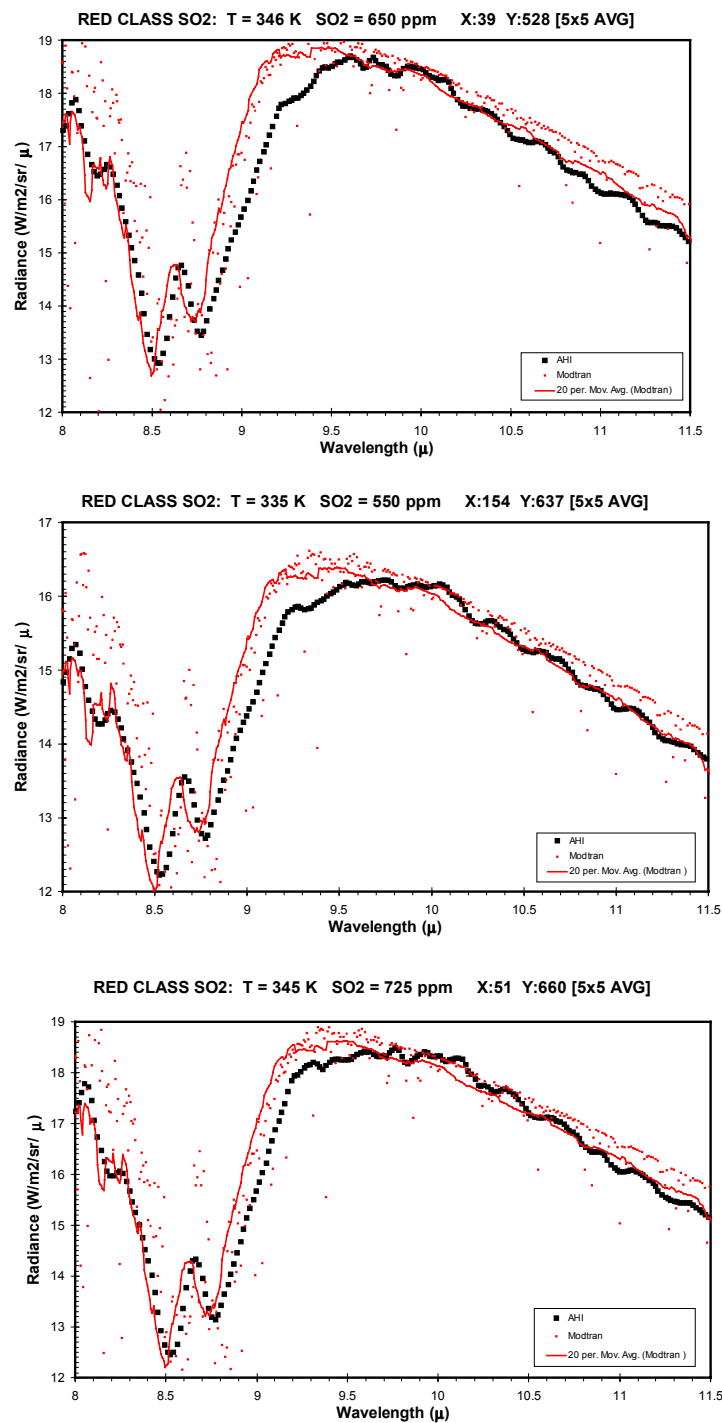 RED CLASS SO2: T = 346 K SO2 = 650 ppm X:39 Y:528 [5x5 AVG]
Radiance (W/m2/sr/ μ)
19
18
17
16
15
14
13
12
AHI
Modtran
20 per. Mov. Avg. (Modtran)
8 8.5 9 9.5 10 10.5 11 11.5
Wavelength (μ)
RED CLASS SO2: T = 335 K SO2 = 550 ppm X:154 Y:637 [5x5 AVG]
Radiance (W/m2/sr/ μ)
17
16
15
14
13
12
AHI
Modtran
20 per. Mov. Avg. (Modtran )
8 8.5 9 9.5 10 10.5 11 11.5
Wavelength (μ)
RED CLASS SO2: T = 345 K SO2 = 725 ppm X:51 Y:660 [5x5 AVG]
Radiance (W/m2/sr/ μ)
19
18
17
16
15
14
13
12
AHI
Modtran
20 per. Mov. Avg. (Modtran )
8 8.5 9 9.5 10 10.5 11 11.5
Wavelength (μ)